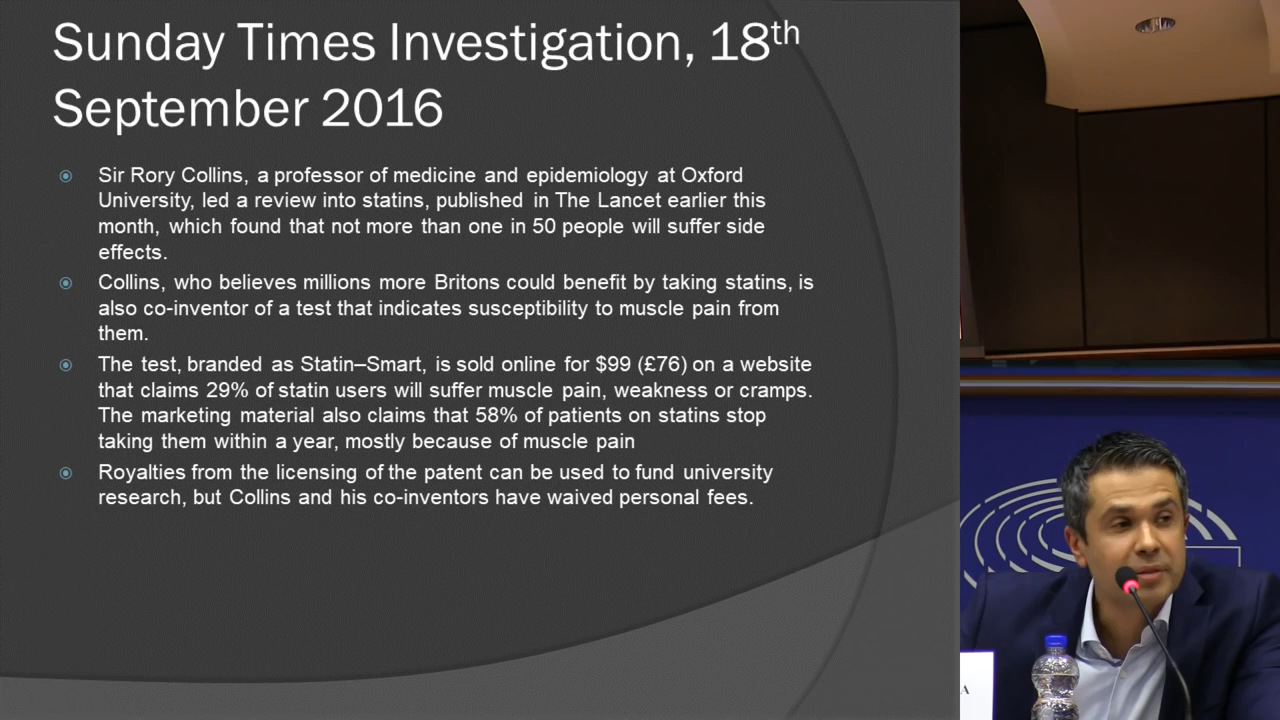 Sunday Times Investigation, 18th
September 2016
Sir Rory Collins, a professor of medicine and epidemiology at Oxford
University, led a review into statins, published in The Lancet earlier this
month, which found that not more than one in 50 people will suffer side
effects.
Collins, who believes millions more Britons could benefit by taking statins, is
also co-inventor of a test that indicates susceptibility to muscle pain from
them.
The test, branded as Statin–Smart, is sold online for $99 (£76) on a website
that claims 29% of statin users will suffer muscle pain, weakness or cramps.
The marketing material also claims that 58% of patients on statins stop
taking them within a year, mostly because of muscle pain
Royalties from the licensing of the patent can be used to fund university
research, but Collins and his co-inventors have waived personal fees.
A